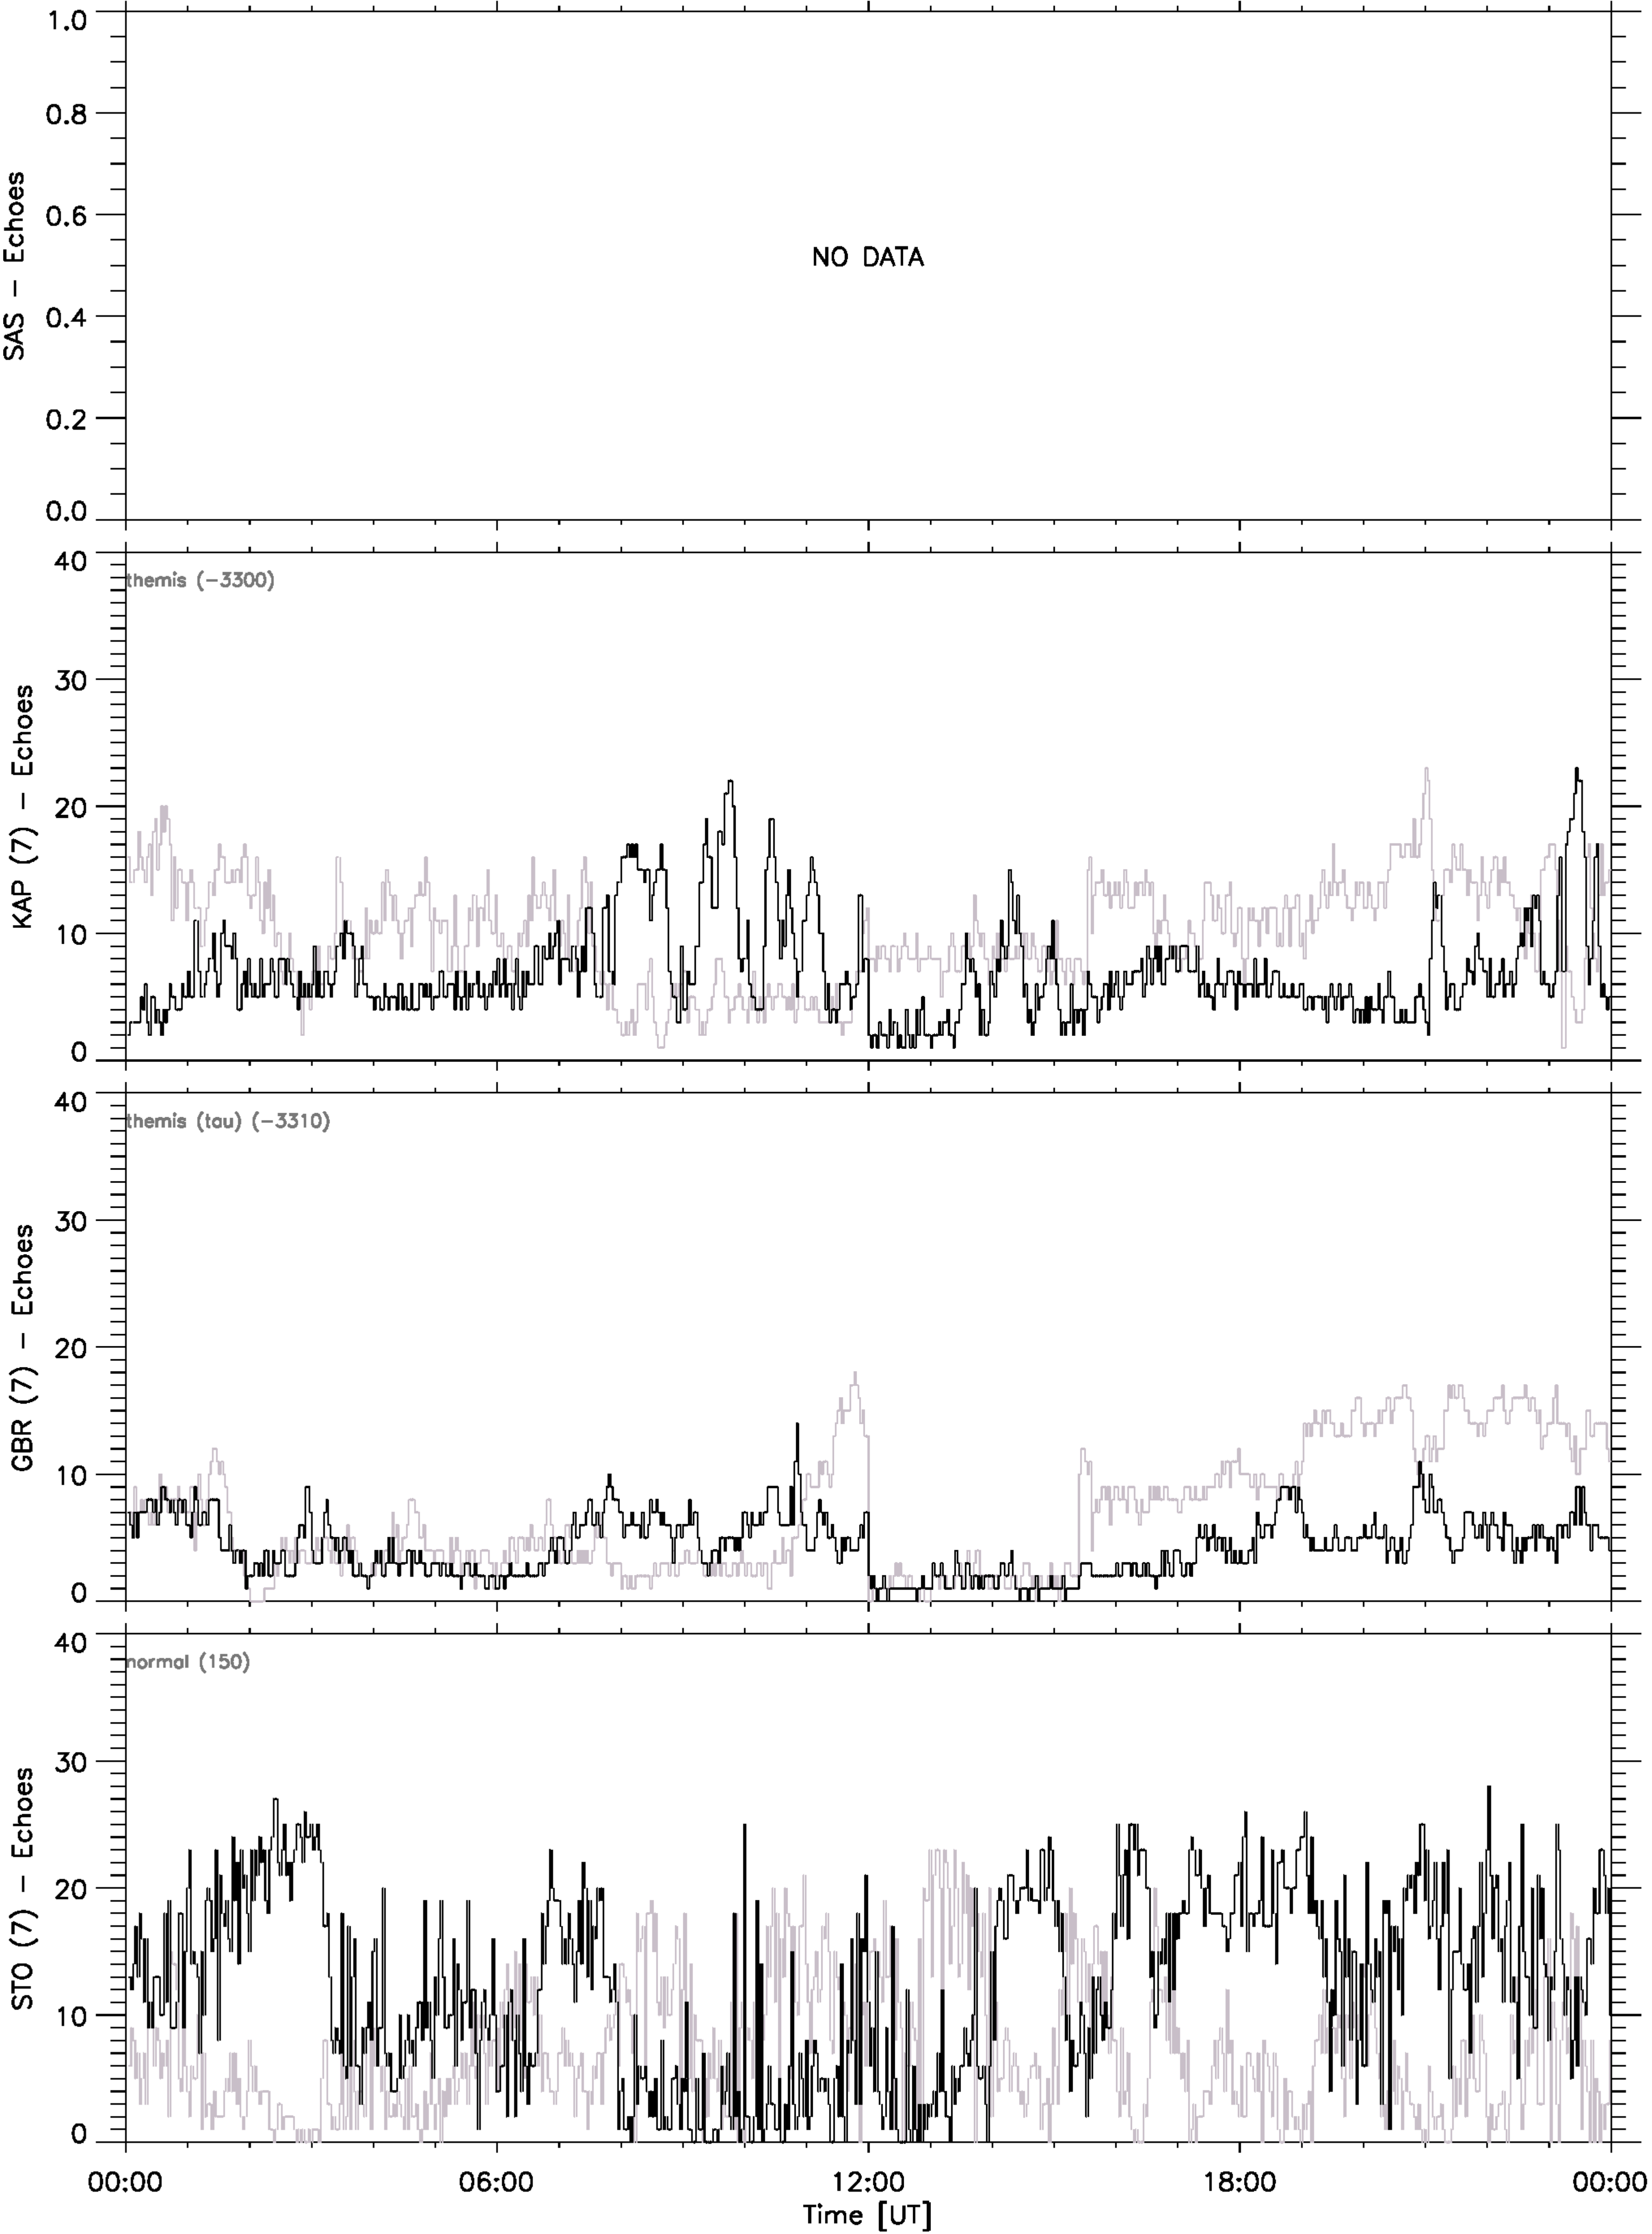 1.0
0.8
0.6
0.4
0.2
0.0
SAS – Echoes
NO DATA
40
30
20
10
0
KAP (7) – Echoes
themis (−3300)
40
30
20
10
0
GBR (7) – Echoes
themis (tau) (−3310)
40
30
20
10
0
STO (7) – Echoes
normal (150)
00:00 06:00 12:00 18:00 00:00
Time [UT]